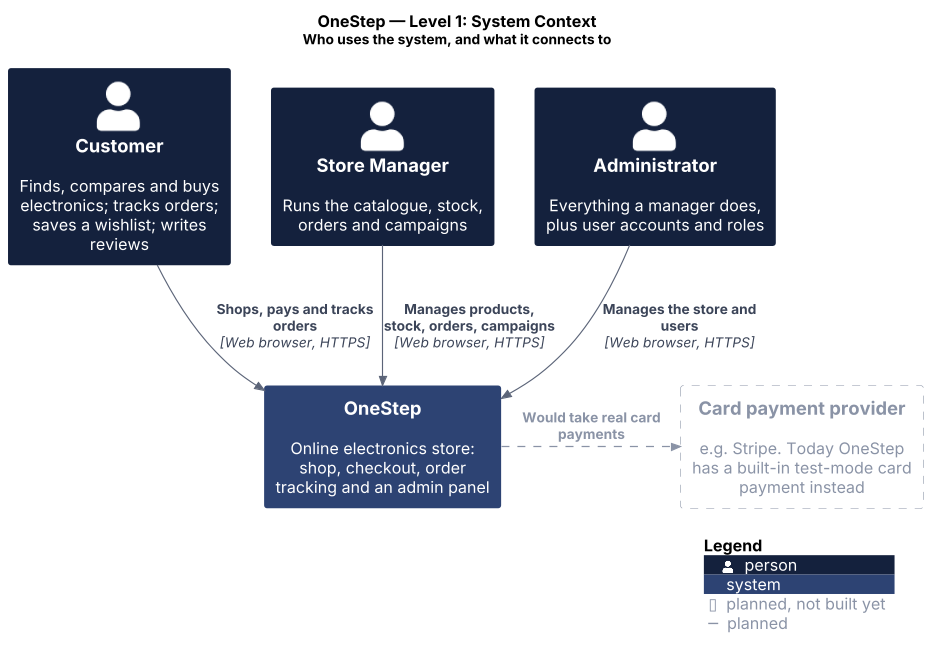 OneStep — Level 1: System Context
Who uses the system, and what it connects to
Customer
Finds, compares and buys
electronics; tracks orders;
saves a wishlist; writes
reviews
Store Manager
Runs the catalogue, stock,
orders and campaigns
Administrator
Everything a manager does,
plus user accounts and roles
Shops, pays and tracks
orders
[Web browser, HTTPS]
Manages products,
stock, orders, campaigns
[Web browser, HTTPS]
Manages the store and
users
[Web browser, HTTPS]
OneStep
Online electronics store:
shop, checkout, order
tracking and an admin panel
Would take real card
payments
Card payment provider
e.g. Stripe. Today OneStep
has a built-in test-mode card
payment instead
Legend
person
system
planned, not built yet
planned